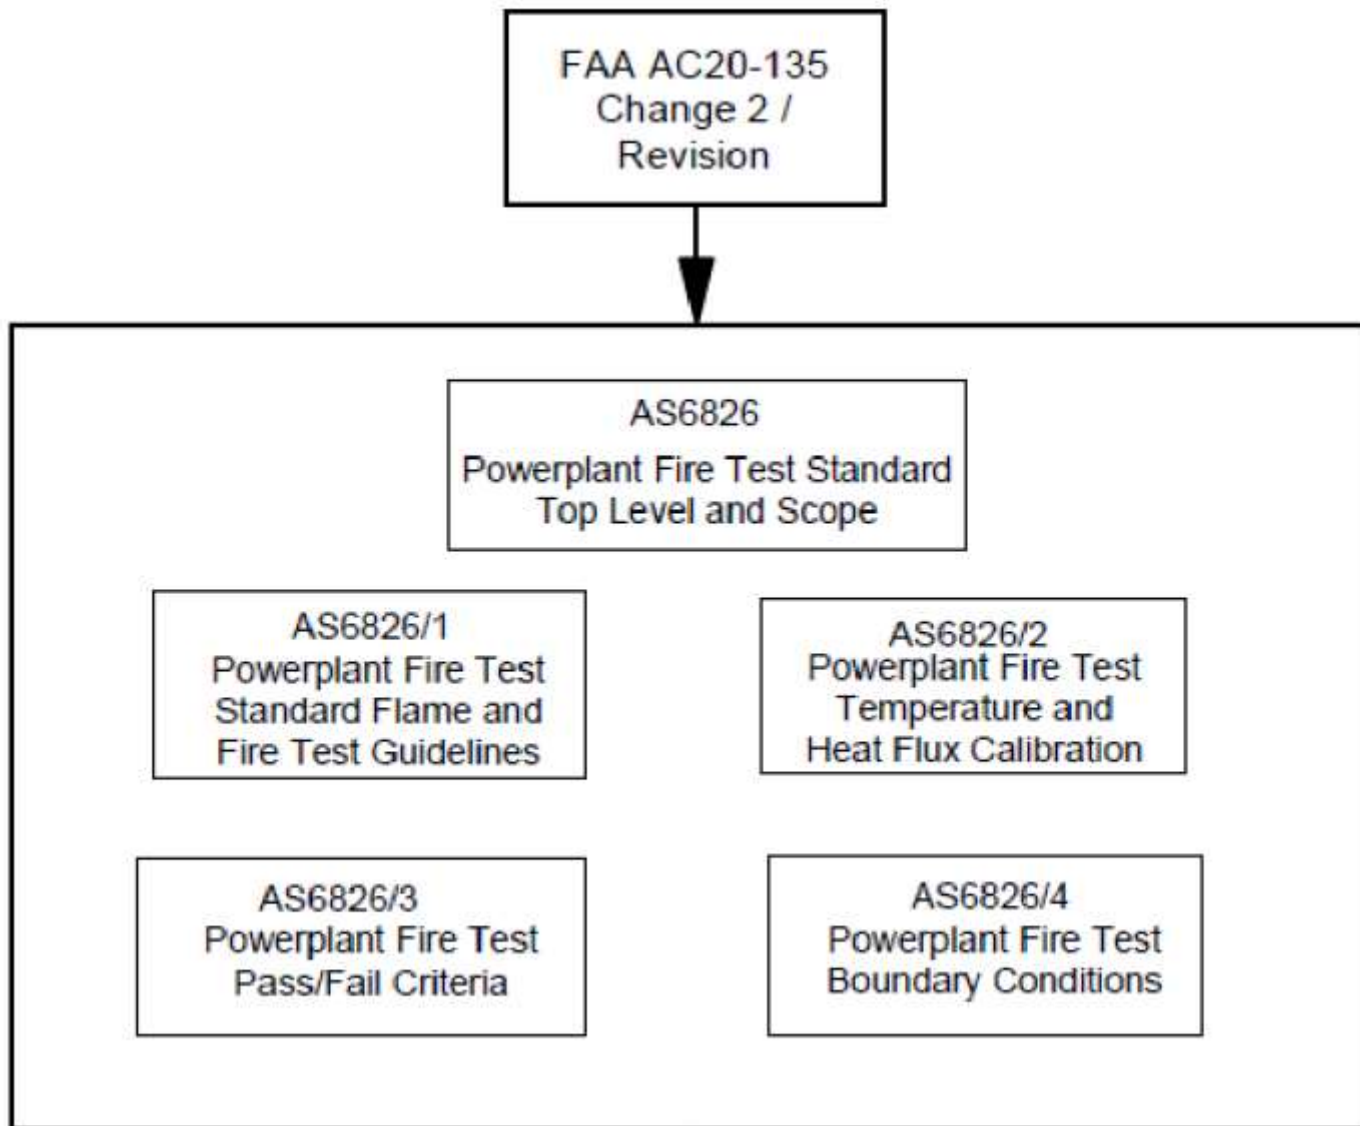 FAA AC20-135
Change 2 /
Revision
AS6826
Powerplant Fire Test Standard
Top Level and Scope
AS6826/1
Powerplant Fire Test
Standard Flame and
Fire Test Guidelines
AS6826/2
Powerplant Fire Test
Temperature and
Heat Flux Calibration
AS6826/3
Powerplant Fire Test
Pass/Fail Criteria
AS6826/4
Powerplant Fire Test
Boundary Conditions